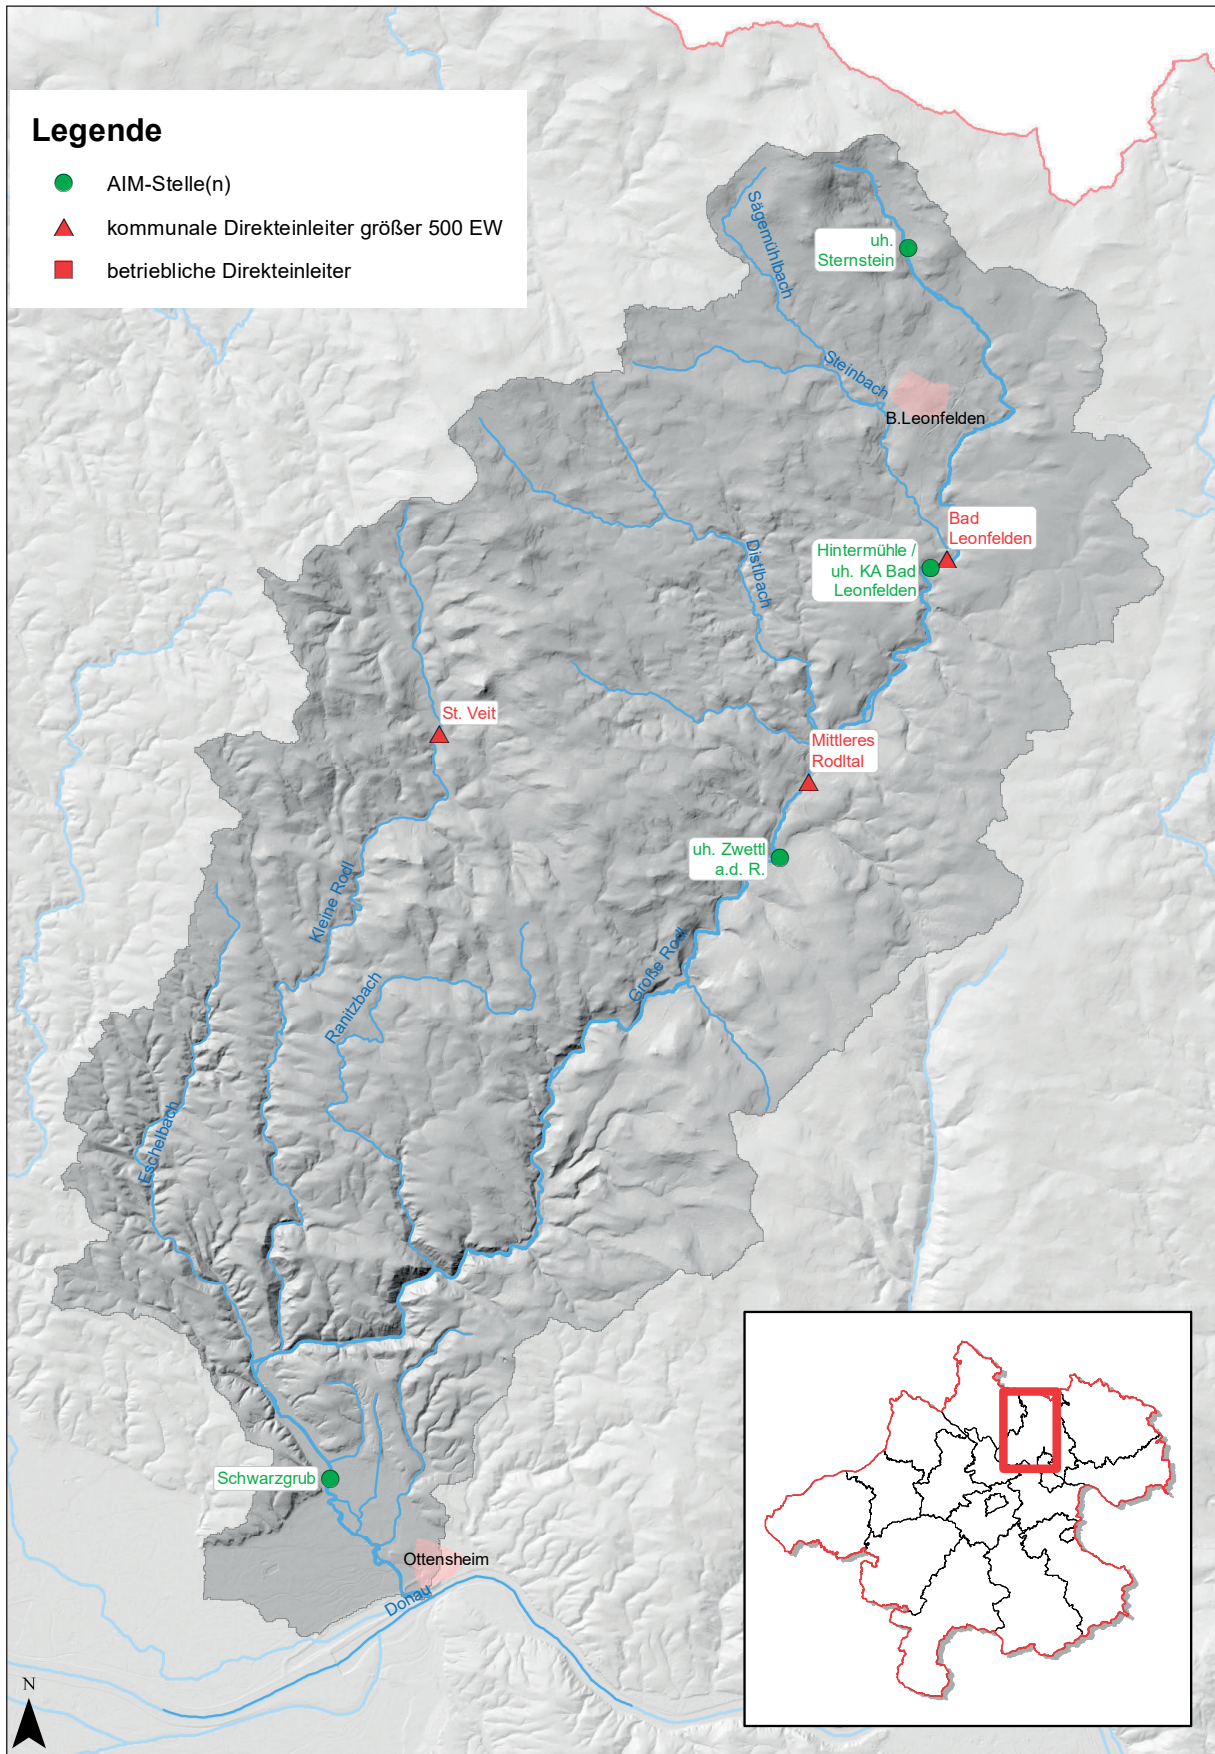 Legende
AIM-Stelle(n)
kommunale Direkteinleiter größer 500 EW
betriebliche Direkteinleiter
Sägemühlbach
uh.
Sternstein
Steinbach
B.Leonfelden
Bad
Leonfelden
Hintermühle /
uh. KA Bad
Leonfelden
Distlbach
St. Veit
Mittleres
Rodltal
uh. Zwettl
a.d. R.
Kleine Rodl
Große Rodl
Ranitzbach
Eschelbach
Schwarzgrub
Ottensheim
Donau
N